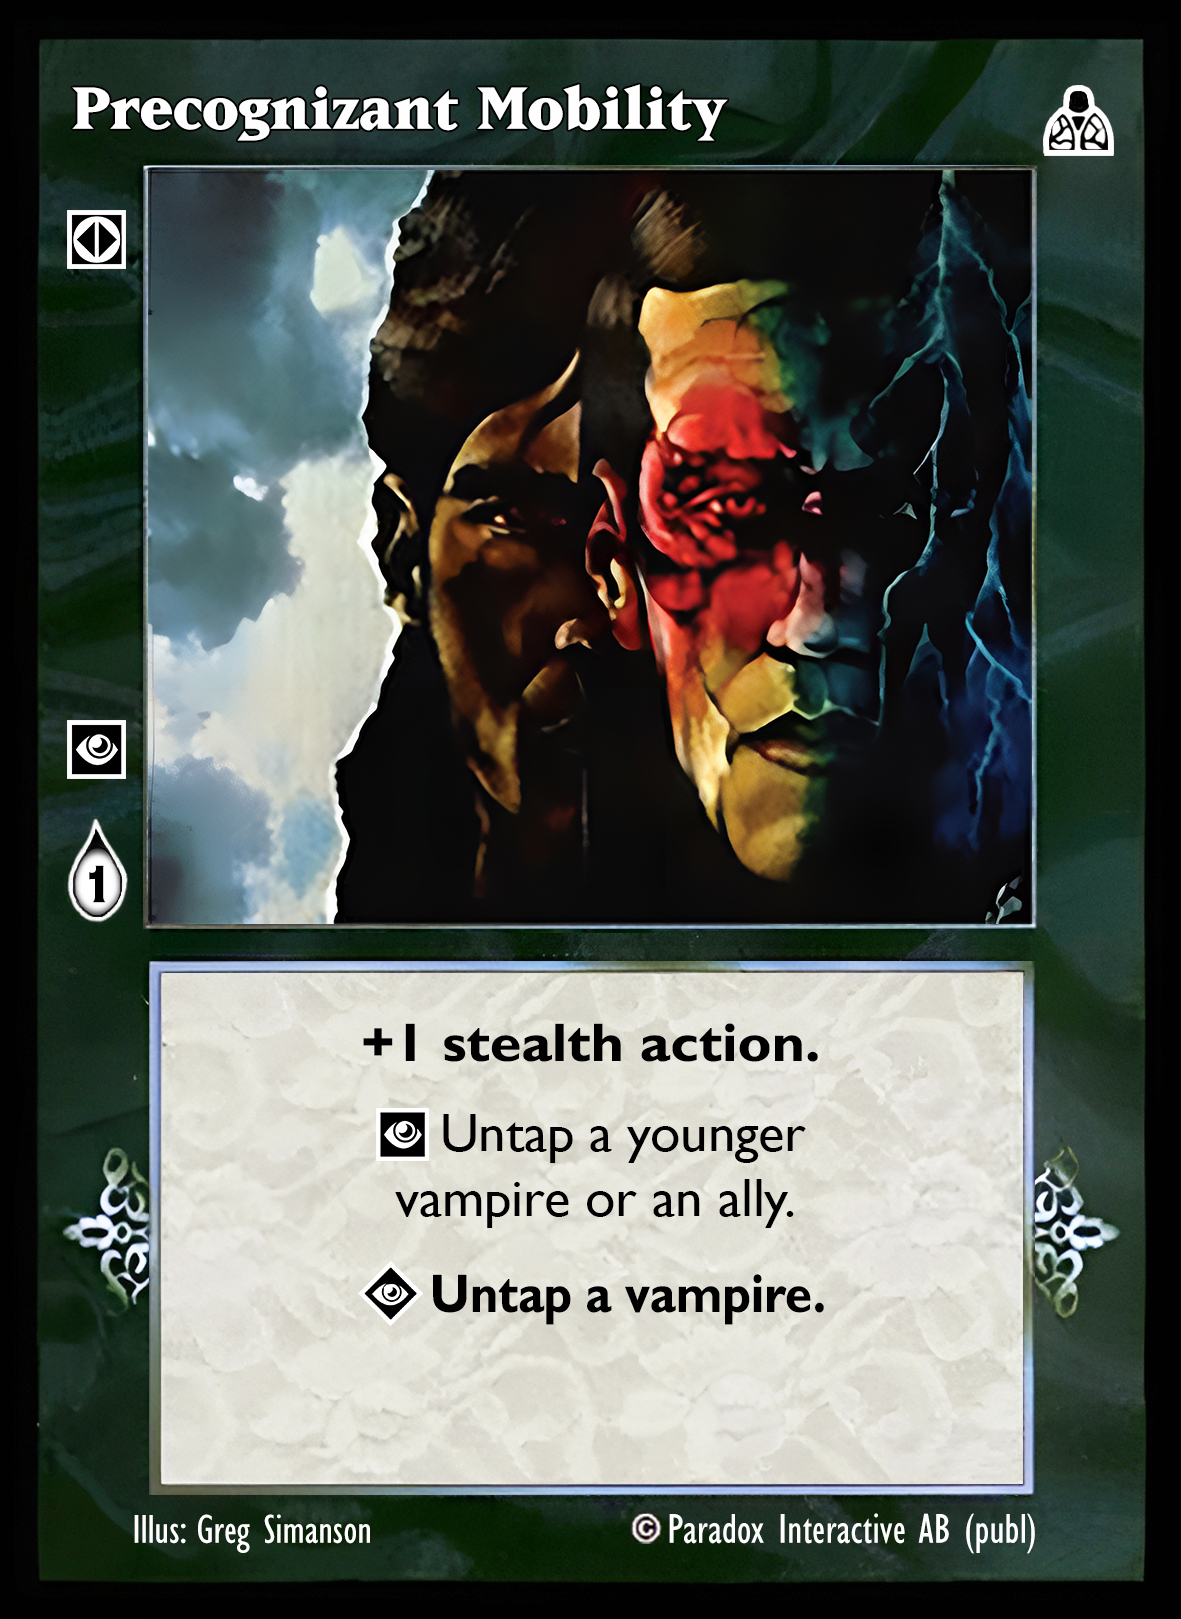 Precognizant Mobility
1
+1 stealth action.
Untap a younger
vampire or an ally.
Untap a vampire.
Illus: Greg Simanson
© Paradox Interactive AB (publ)